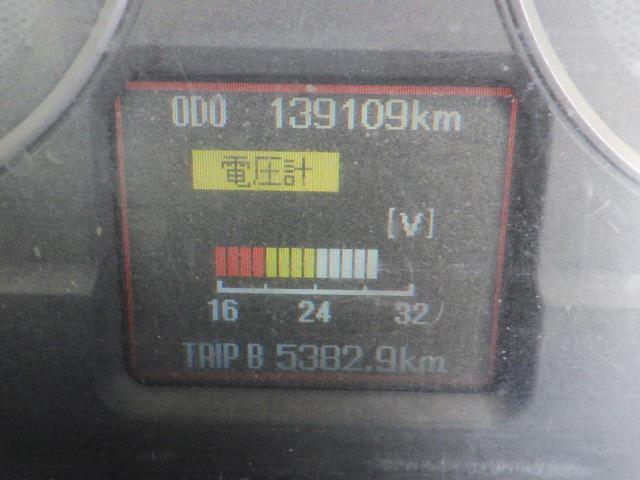 ODO 139109km
電圧計
[V]
16 24 32
TRIP B 5382.9km